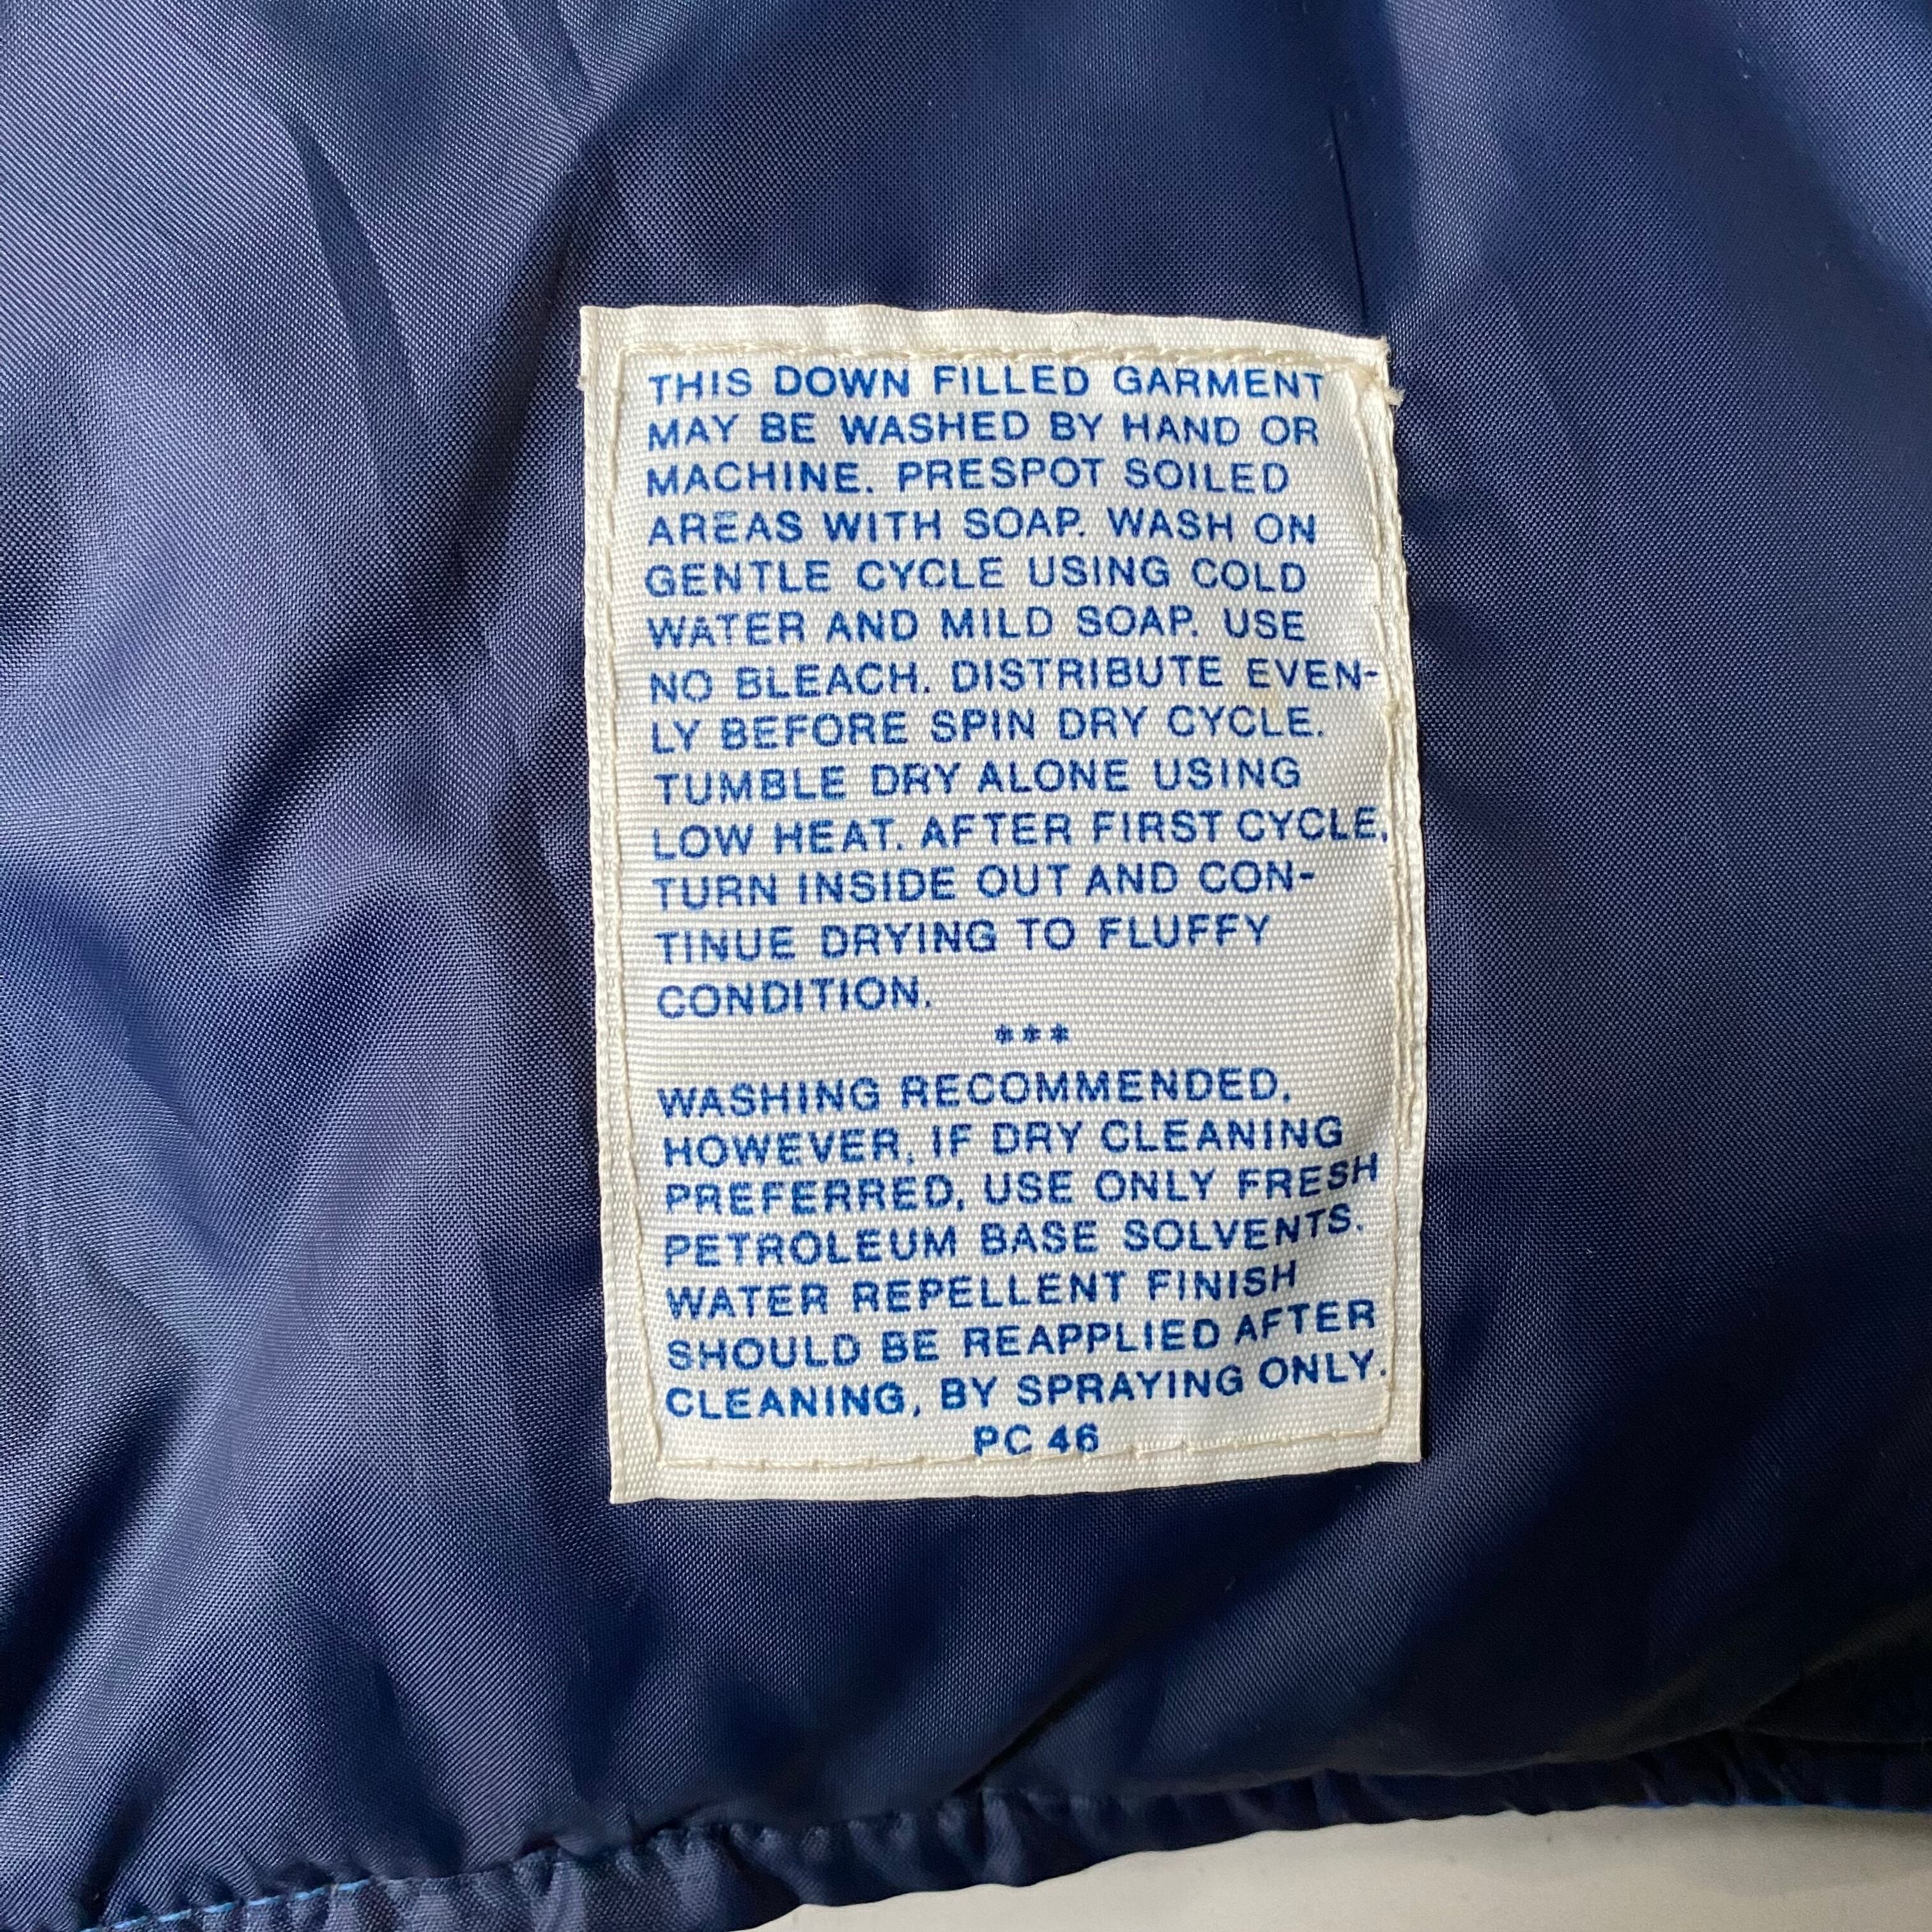 THIS DOWN FILLED GARMENT
MAY BE WASHED BY HAND OR
MACHINE. PRESPOT SOILED
AREAS WITH SOAP. WASH ON
GENTLE CYCLE USING COLD
WATER AND MILD SOAP. USE
NO BLEACH. DISTRIBUTE EVEN-
LY BEFORE SPIN DRY CYCLE.
TUMBLE DRY ALONE USING
LOW HEAT. AFTER FIRST CYCLE,
TURN INSIDE OUT AND CON-
TINUE DRYING TO FLUFFY
CONDITION.
***
WASHING RECOMMENDED.
HOWEVER, IF DRY CLEANING
PREFERRED, USE ONLY FRESH
PETROLEUM BASE SOLVENTS.
WATER REPELLENT FINISH
SHOULD BE REAPPLIED AFTER
CLEANING, BY SPRAYING ONLY.
PC 46